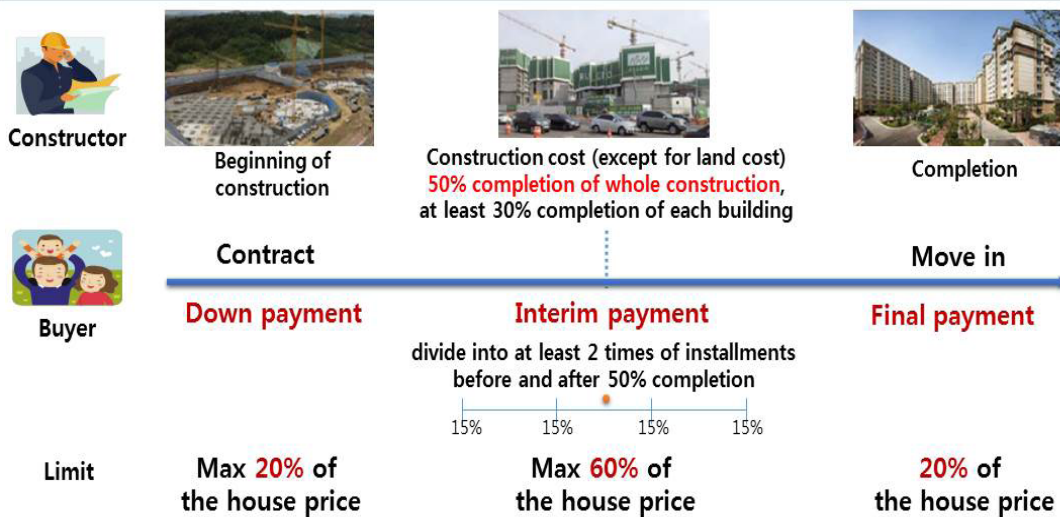 Constructor
Beginning of
construction
Construction cost (except for land cost)
50% completion of whole construction,
at least 30% completion of each building
Completion
Buyer
Contract
Move in
Down payment
Interim payment
Final payment
divide into at least 2 times of installments
before and after 50% completion
15%
15%
15%
15%
Limit
Max 20% of
the house price
Max 60% of
the house price
20% of
the house price